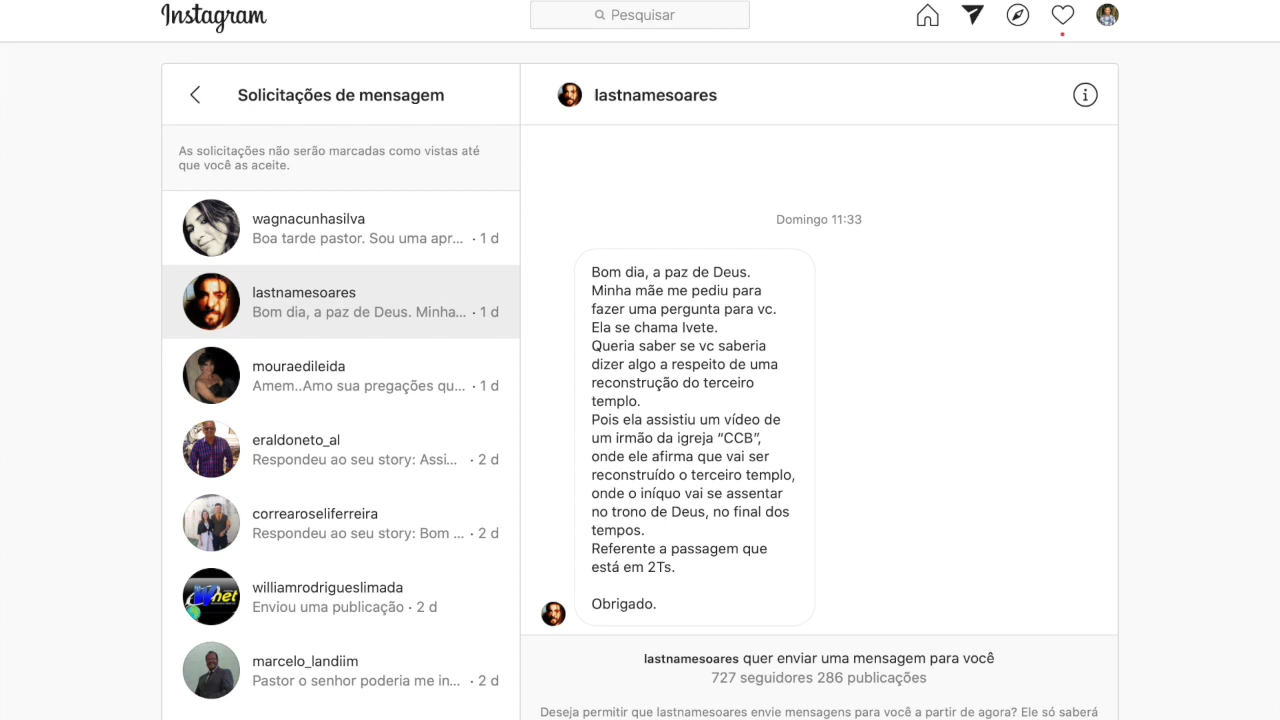 Instagram
Pesquisar
Solicitações de mensagem
As solicitações não serão marcadas como vistas até
que você as aceite.
wagnacunhasilva
Boa tarde pastor. Sou uma apr... · 1 d
lastnamesoares
Bom dia, a paz de Deus. Minha... · 1 d
mouraedileida
Amem..Amo sua pregações qu... · 1 d
eraldoneto_al
Respondeu ao seu story: Assi... · 2 d
correaroseliferreira
Respondeu ao seu story: Bom ... · 2 d
williamrodrigueslimada
Enviou uma publicação · 2 d
marcelo_landiim
Pastor o senhor poderia me in... · 2 d
lastnamesoares
Domingo 11:33
Bom dia, a paz de Deus.
Minha mãe me pediu para
fazer uma pergunta para vc.
Ela se chama Ivete.
Queria saber se vc saberia
dizer algo a respeito de uma
reconstrução do terceiro
templo.
Pois ela assistiu um vídeo de
um irmão da igreja “CCB”,
onde ele afirma que vai ser
reconstruído o terceiro templo,
onde o iníquo vai se assentar
no trono de Deus, no final dos
tempos.
Referente a passagem que
está em 2Ts.
Obrigado.
lastnamesoares quer enviar uma mensagem para você
727 seguidores 286 publicações
Deseja permitir que lastnamesoares envie mensagens para você a partir de agora? Ele só saberá